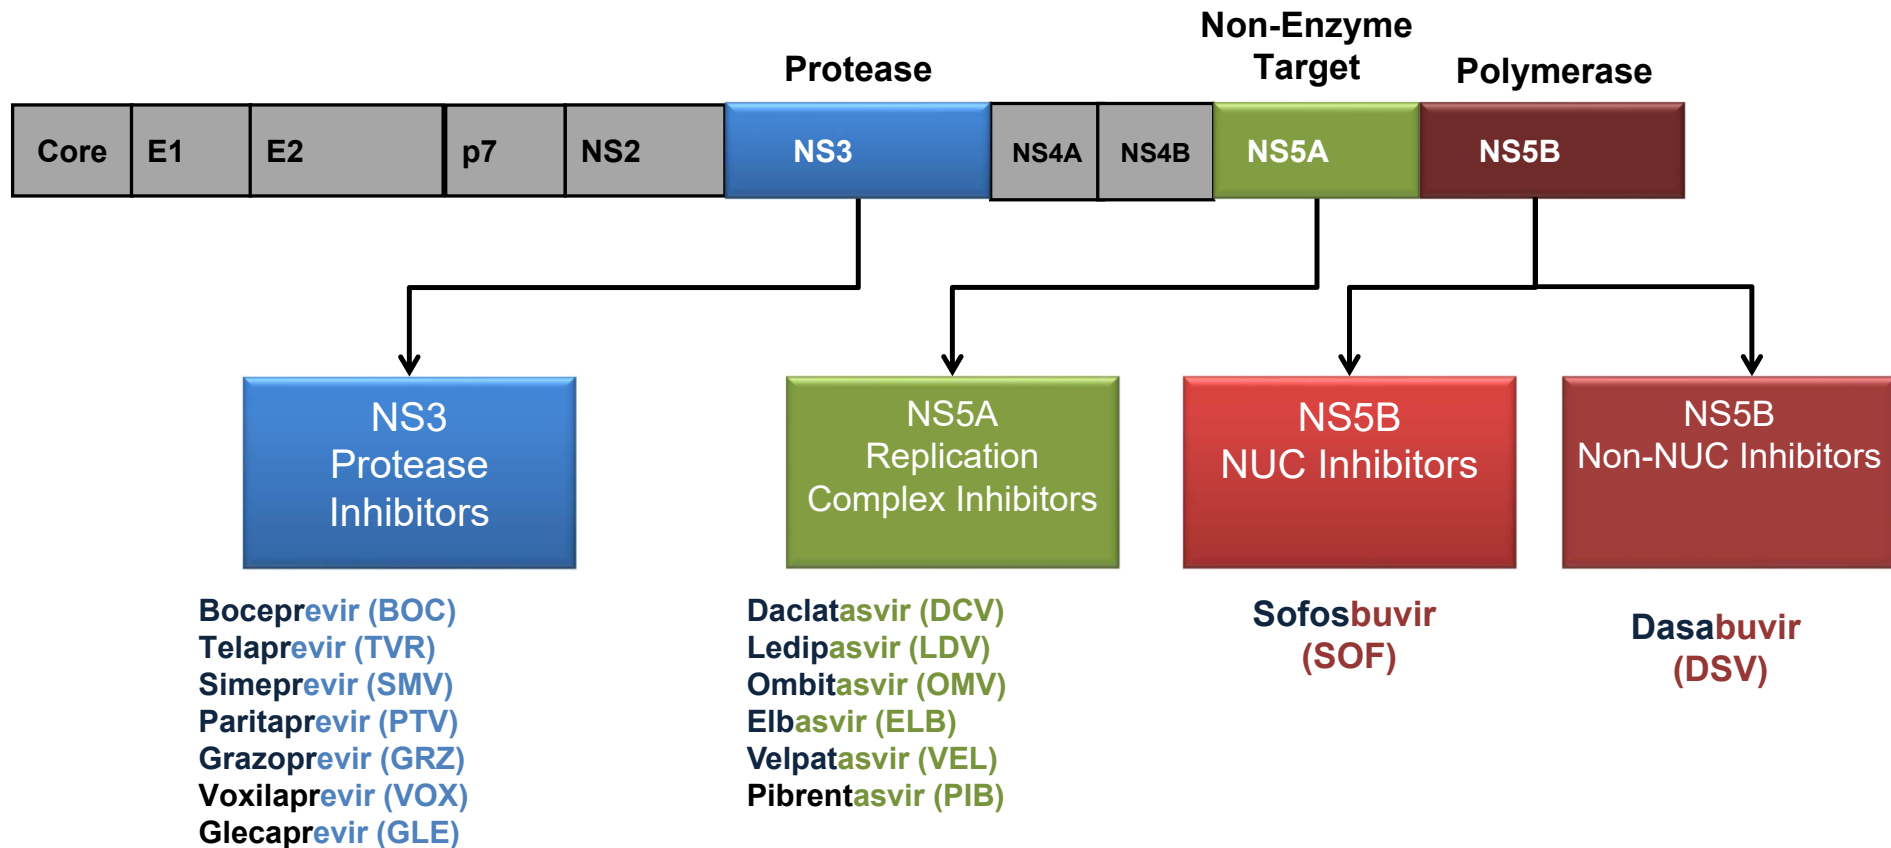 Non-Enzyme
Target
Protease
Polymerase
Core E1 E2 p7 NS2 NS3 NS4A NS4B NS5A NS5B
NS3
Protease
Inhibitors
NS5A
Replication
Complex Inhibitors
NS5B
NUC Inhibitors
NS5B
Non-NUC Inhibitors
Boceprevir (BOC)
Telaprevir (TVR)
Simeprevir (SMV)
Paritaprevir (PTV)
Grazoprevir (GRZ)
Voxilaprevir (VOX)
Glecaprevir (GLE)
Daclatasvir (DCV)
Ledipasvir (LDV)
Ombitasvir (OMV)
Elbasvir (ELB)
Velpatasvir (VEL)
Pibrentasvir (PIB)
Sofosbuvir
(SOF)
Dasabuvir
(DSV)